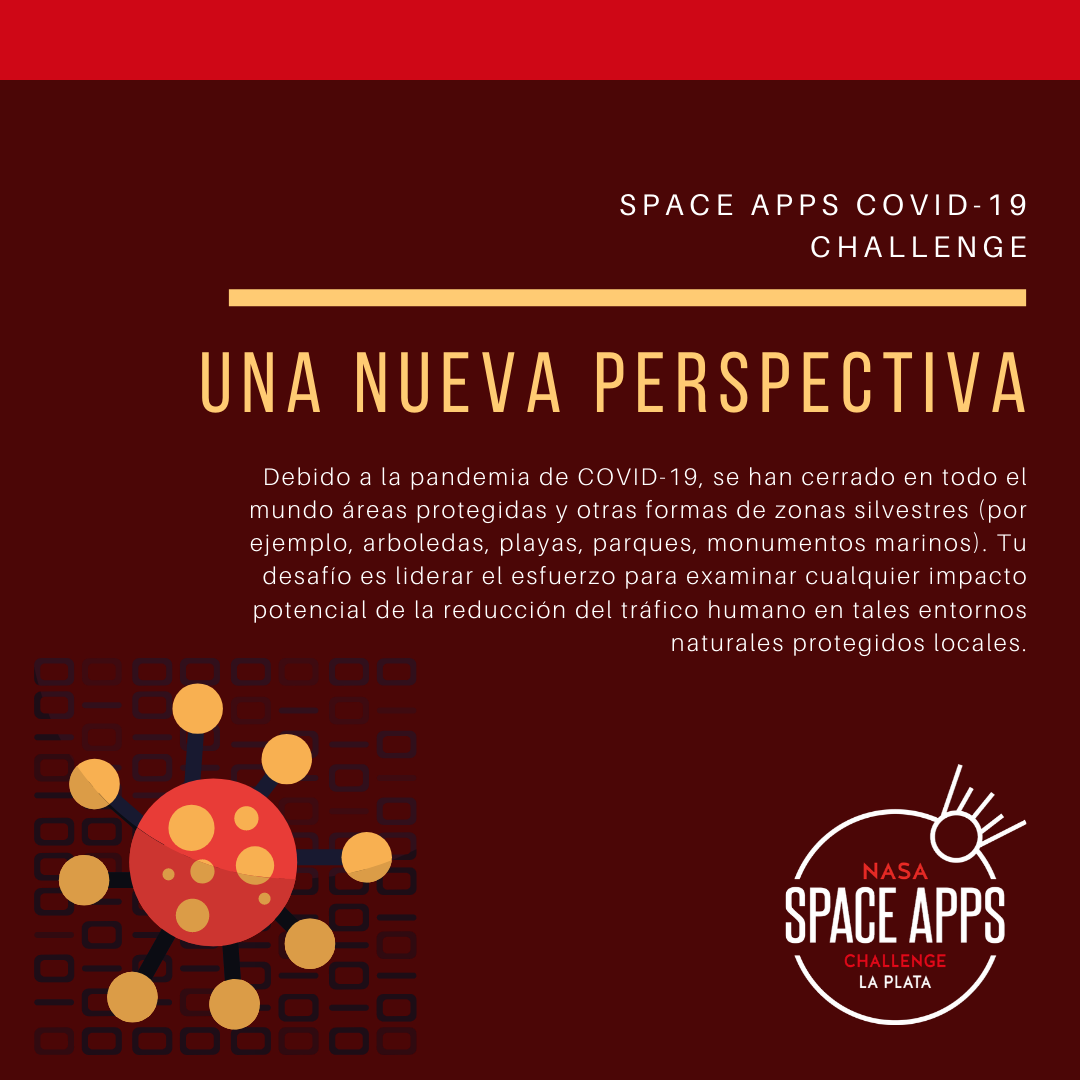 SPACE APPS COVID-19
CHALLENGE
UNA NUEVA PERSPECTIVA
Debido a la pandemia de COVID-19, se han cerrado en todo el
mundo áreas protegidas y otras formas de zonas silvestres (por
ejemplo, arboledas, playas, parques, monumentos marinos). Tu
desafío es liderar el esfuerzo para examinar cualquier impacto
potencial de la reducción del tráfico humano en tales entornos
naturales protegidos locales.
NASA
SPACE APPS
CHALLENGE
LA PLATA